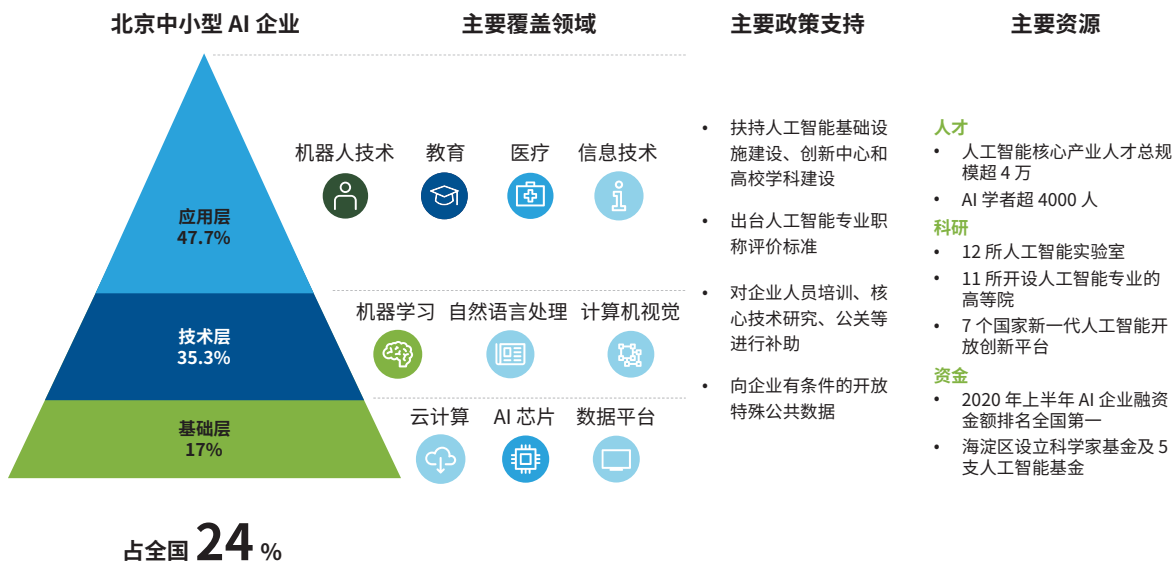 北京中小型 AI 企业
主要覆盖领域
主要政策支持
主要资源
应用层
47.7%
技术层
35.3%
基础层
17%
占全国 24 %
机器人技术
教育
医疗
信息技术
机器学习
自然语言处理
计算机视觉
云计算
AI 芯片
数据平台
• 扶持人工智能基础设
施建设、创新中心和
高校学科建设
• 出台人工智能专业职
称评价标准
• 对企业人员培训、核
心技术研究、公关等
进行补助
• 向企业有条件的开放
特殊公共数据
人才
• 人工智能核心产业人才总规
模超 4 万
• AI 学者超 4000 人
科研
• 12 所人工智能实验室
• 11 所开设人工智能专业的
高等院
• 7 个国家新一代人工智能开
放创新平台
资金
• 2020 年上半年 AI 企业融资
金额排名全国第一
• 海淀区设立科学家基金及 5
支人工智能基金